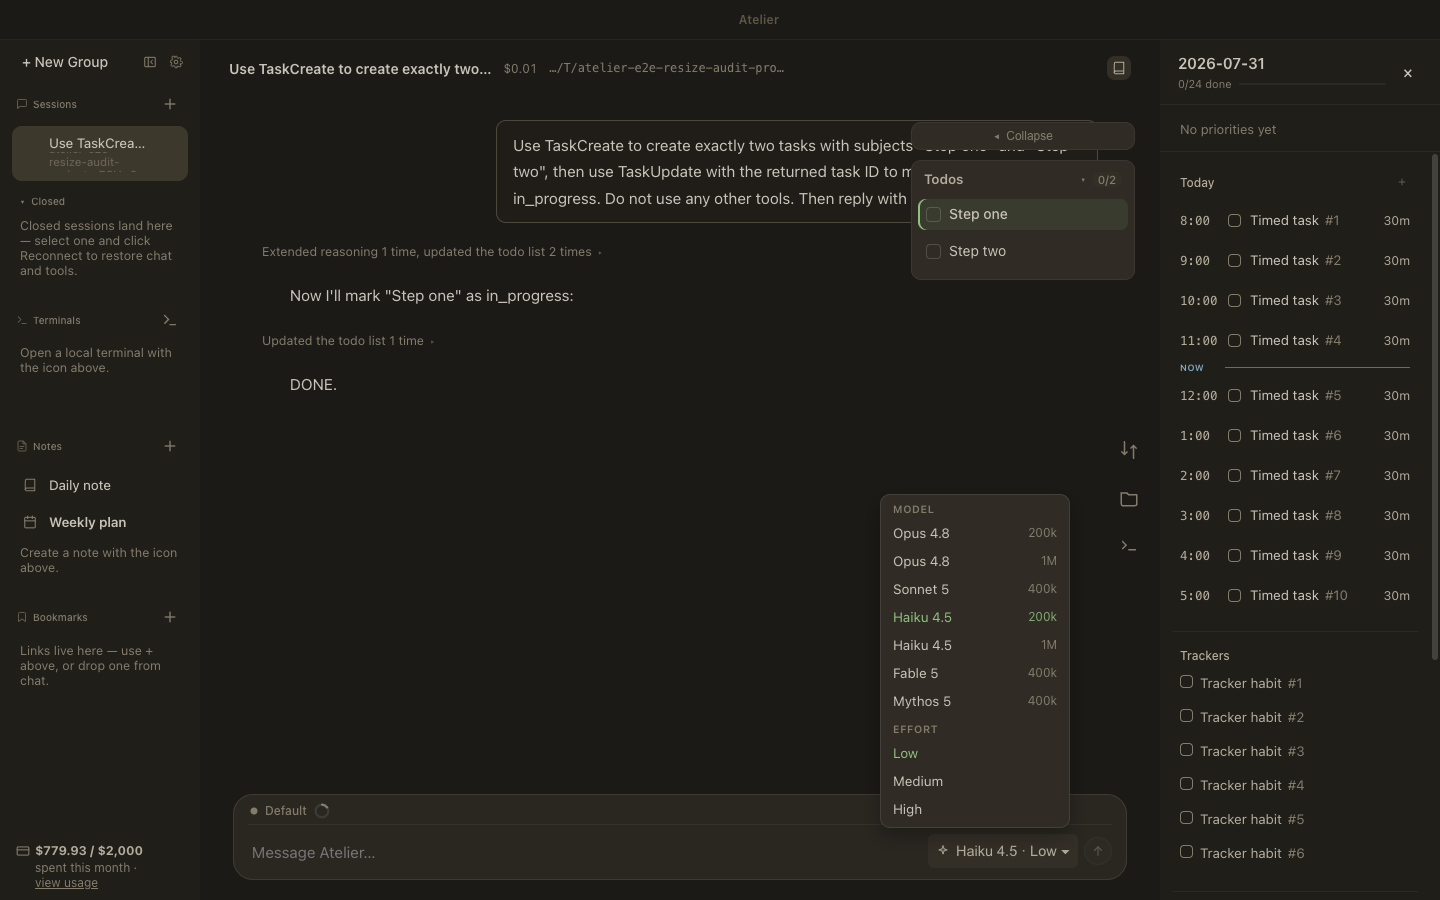 Atelier
+ New Group
Sessions
Use TaskCrea…
resize-audit-
Closed
Closed sessions land here
— select one and click
Reconnect to restore chat
and tools.
Terminals
Open a local terminal with
the icon above.
Notes
Daily note
Weekly plan
Create a note with the icon
above.
Bookmarks
Links live here — use +
above, or drop one from
chat.
$779.93 / $2,000
spent this month ·
view usage
Use TaskCreate to create exactly two… $0.01 …/T/atelier-e2e-resize-audit-pro…
Use TaskCreate to create exactly two tasks with subjects "Step one" and "Step
two", then use TaskUpdate with the returned task ID to m
in_progress. Do not use any other tools. Then reply with
Collapse
Todos 0/2
Step one
Step two
Extended reasoning 1 time, updated the todo list 2 times
Now I'll mark "Step one" as in_progress:
Updated the todo list 1 time
DONE.
MODEL
Opus 4.8 200k
Opus 4.8 1M
Sonnet 5 400k
Haiku 4.5 200k
Haiku 4.5 1M
Fable 5 400k
Mythos 5 400k
EFFORT
Low
Medium
High
Default
Message Atelier...
Haiku 4.5 · Low
2026-07-31
0/24 done
No priorities yet
Today +
8:00 Timed task #1 30m
9:00 Timed task #2 30m
10:00 Timed task #3 30m
11:00 Timed task #4 30m
NOW
12:00 Timed task #5 30m
1:00 Timed task #6 30m
2:00 Timed task #7 30m
3:00 Timed task #8 30m
4:00 Timed task #9 30m
5:00 Timed task #10 30m
Trackers
Tracker habit #1
Tracker habit #2
Tracker habit #3
Tracker habit #4
Tracker habit #5
Tracker habit #6